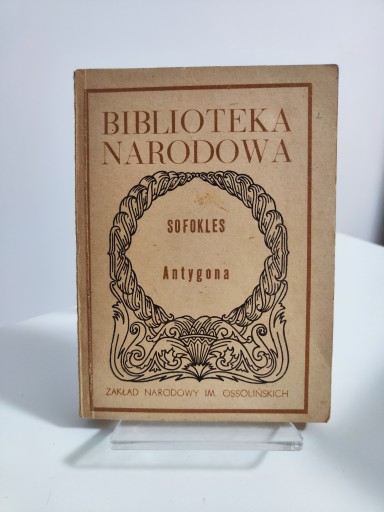 BIBLIOTEKA
NARODOWA
SOFOKLES
Antygona
ZAKŁAD NARODOWY IM. OSSOLIŃSKICH